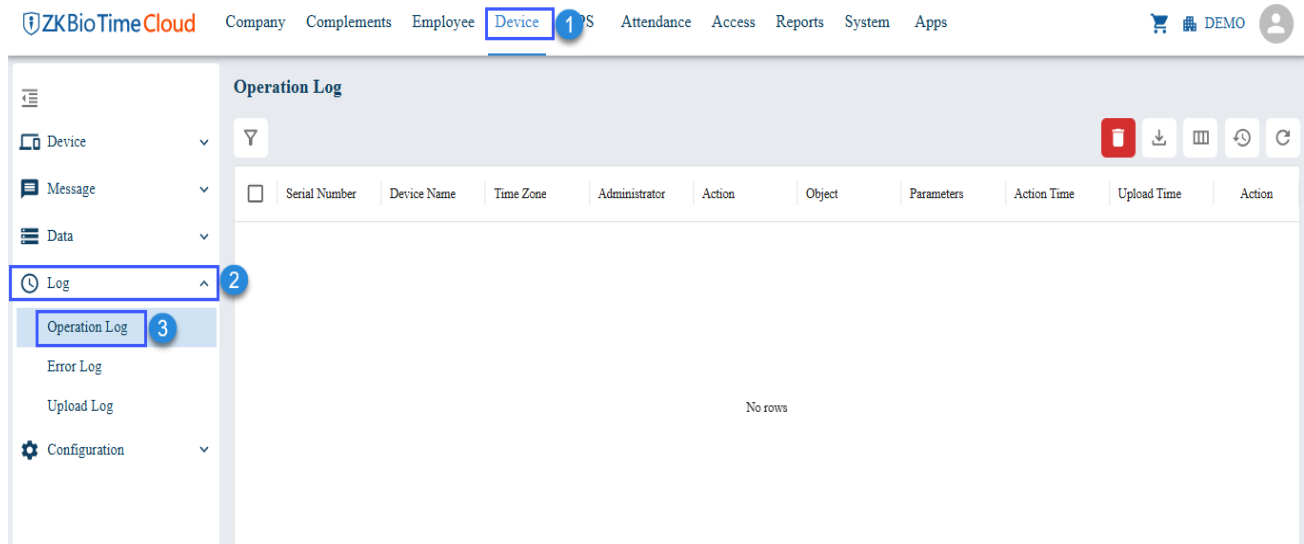 ZKBioTime Cloud
Company Complements Employee Device 1 S Attendance Access Reports System Apps DEMO
Operation Log
Device
Message
Serial Number Device Name Time Zone Administrator Action Object Parameters Action Time Upload Time Action
Data
Log 2
Operation Log 3
Error Log
Upload Log
No rows
Configuration